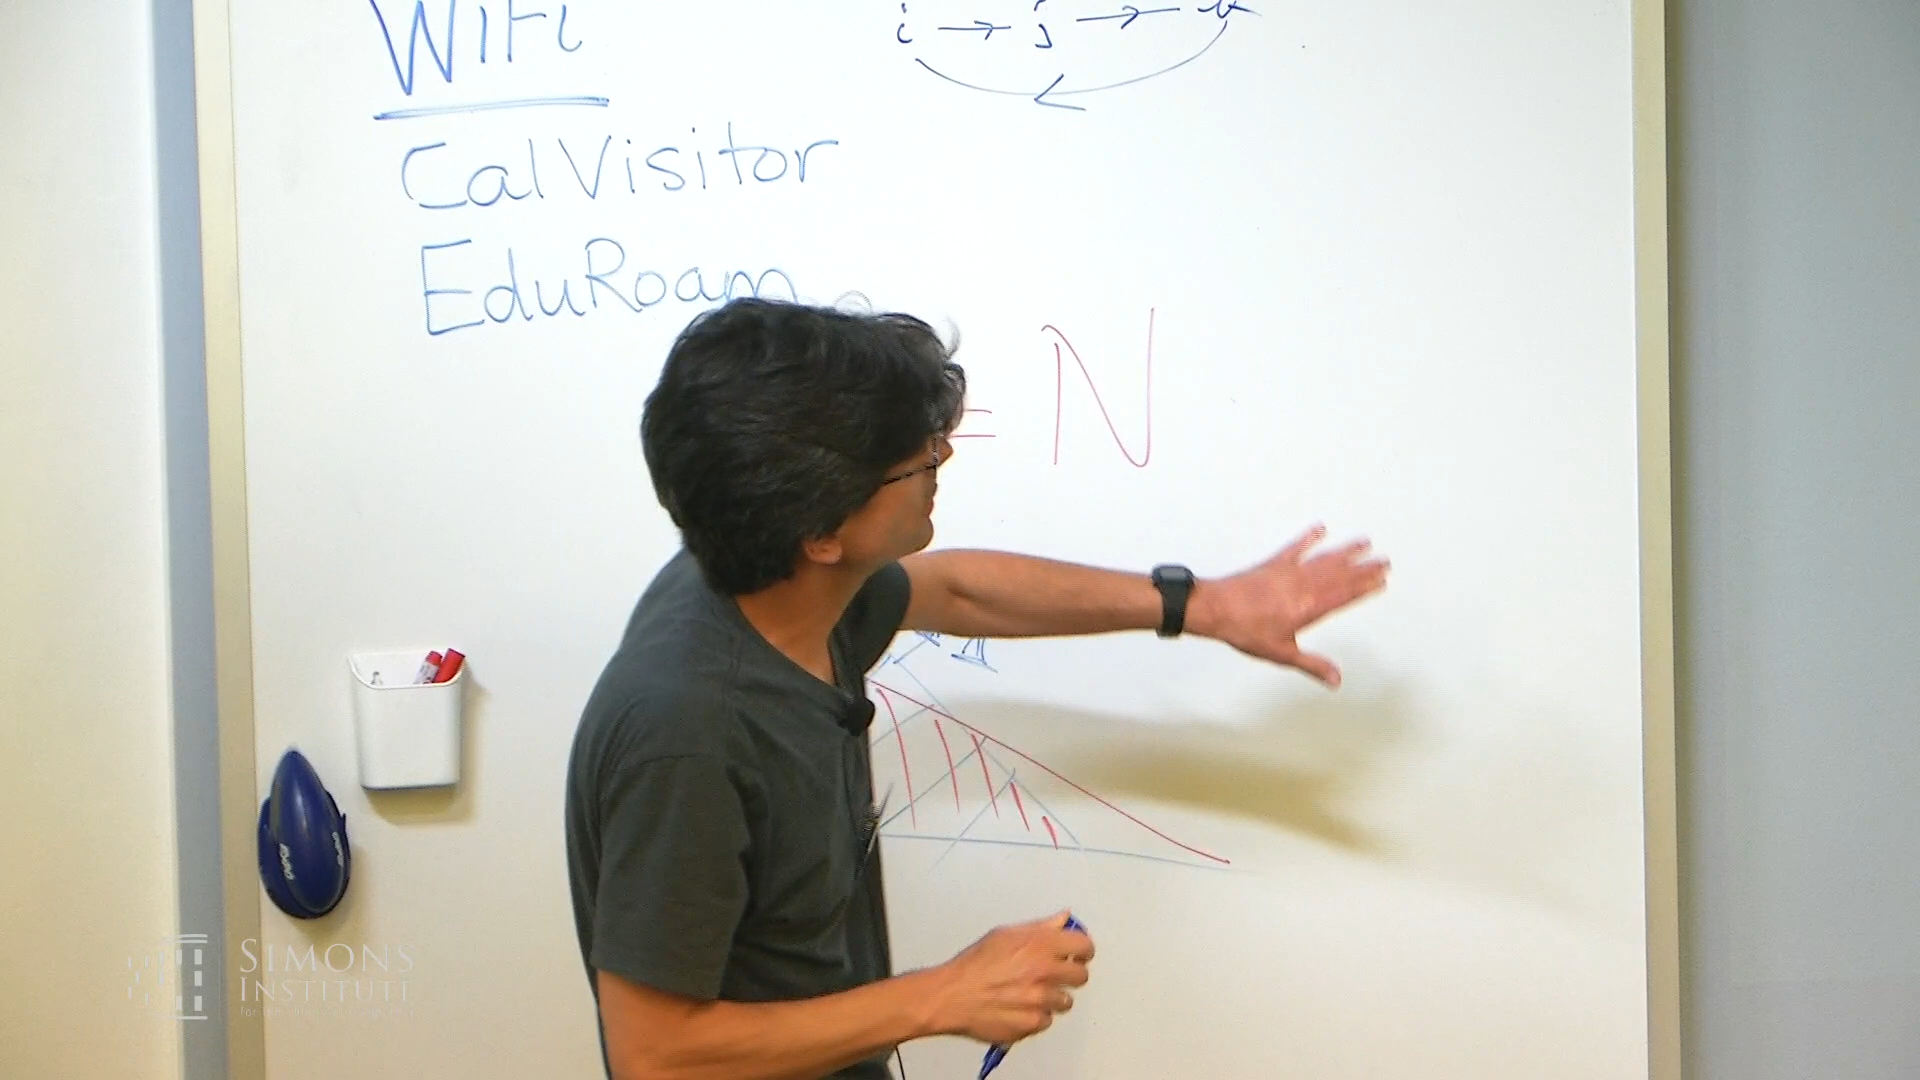 WiFi
i → j → k
CalVisitor
EduRoam
= N
SIMONS
INSTITUTE